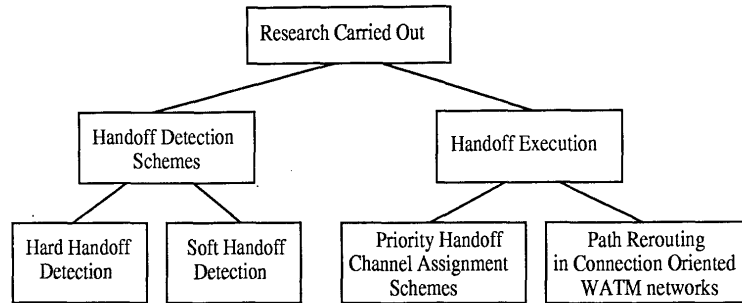 Research Carried Out
Handoff Detection
Schemes
Handoff Execution
Hard Handoff
Detection
Soft Handoff
Detection
Priority Handoff
Channel Assignment
Schemes
Path Rerouting
in Connection Oriented
WATM networks